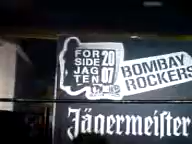 FOR 20
SIDE 07
JAG
TEN
BOMBAY
ROCKERS
Jägermeister